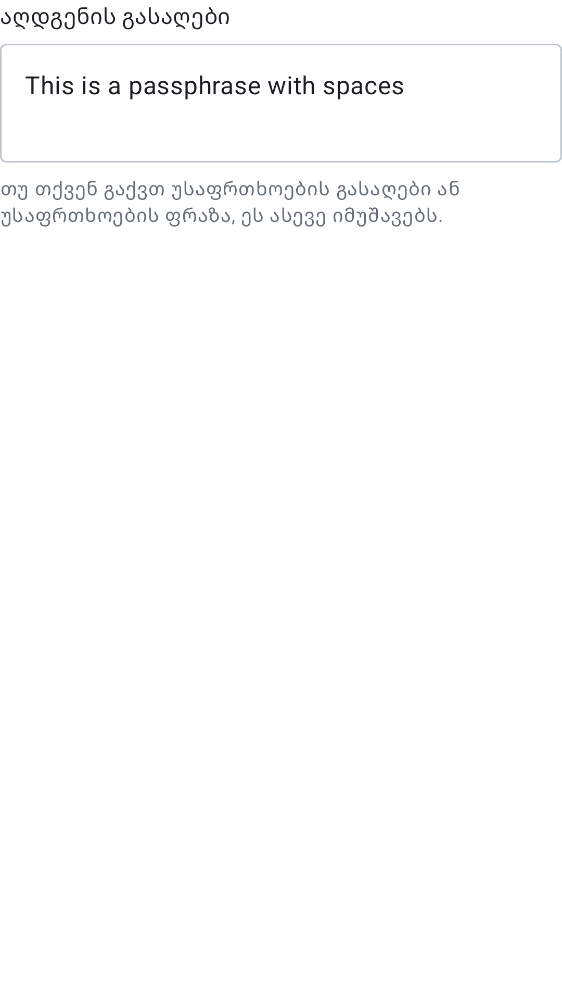 აღდგენის გასაღები
This is a passphrase with spaces
თუ თქვენ გაქვთ უსაფრთხოების გასაღები ან
უსაფრთხოების ფრაზა, ეს ასევე იმუშავებს.